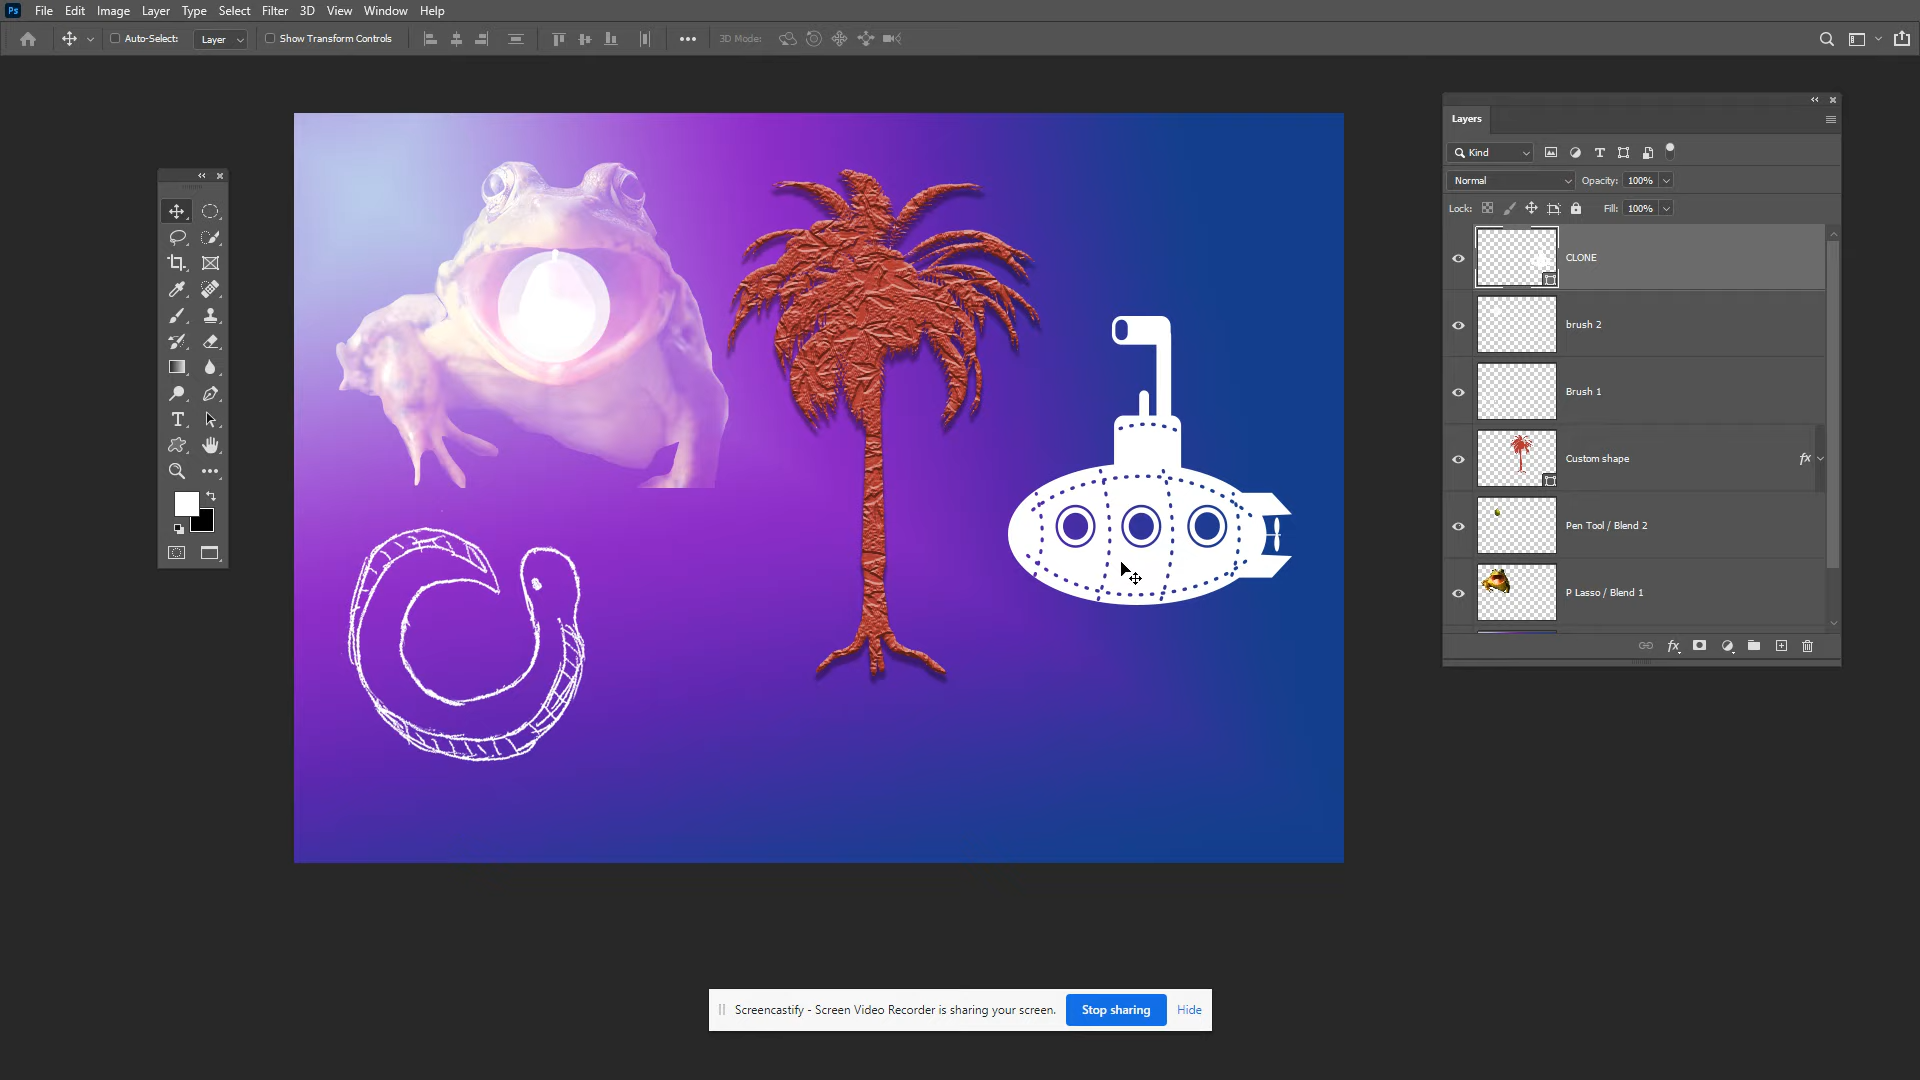 Ps File Edit Image Layer Type Select Filter 3D View Window Help
Auto-Select: Layer Show Transform Controls 3D Mode:
Layers
Kind
Normal Opacity: 100%
Lock: Fill: 100%
CLONE
brush 2
Brush 1
Custom shape fx
Pen Tool / Blend 2
P Lasso / Blend 1
fx
Screencastify - Screen Video Recorder is sharing your screen. Stop sharing Hide